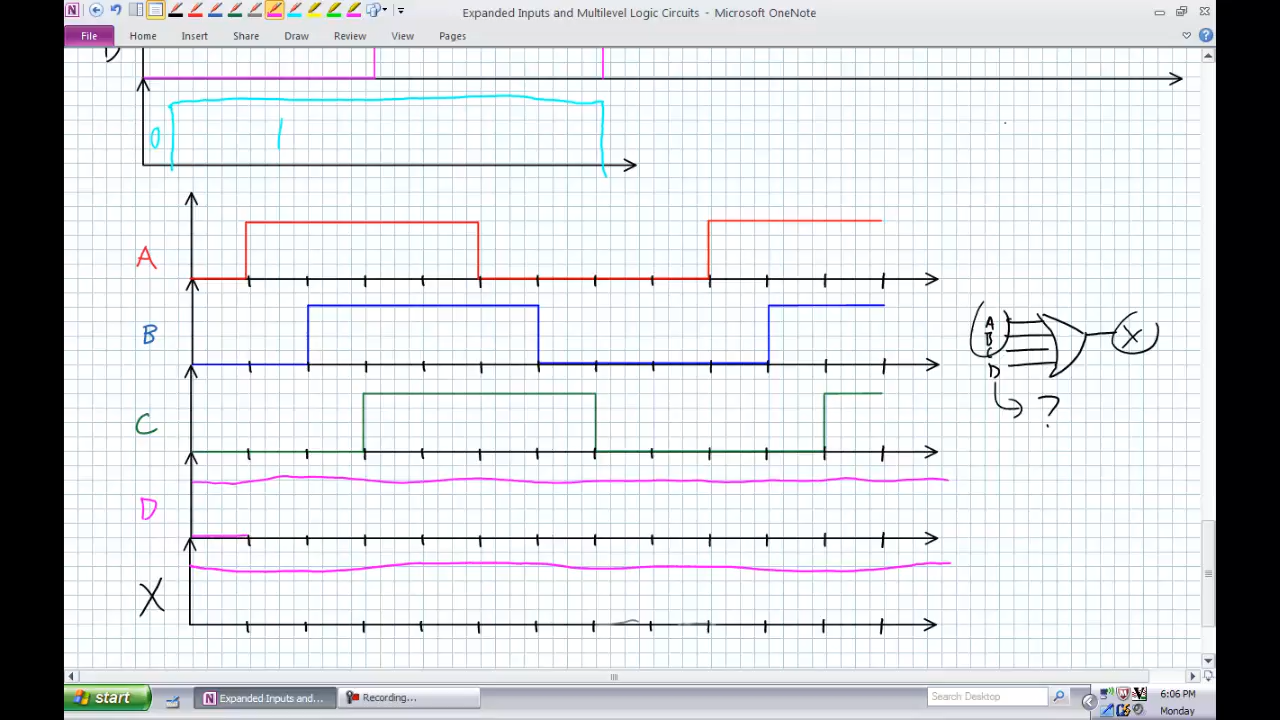 Expanded Inputs and Multilevel Logic Circuits - Microsoft OneNote
File Home Insert Share Draw Review View Pages
D
0 1
A
B
C
D
X
A
B
C
D
X
?
start
Expanded Inputs and...
Recording...
Search Desktop
6:06 PM
Monday